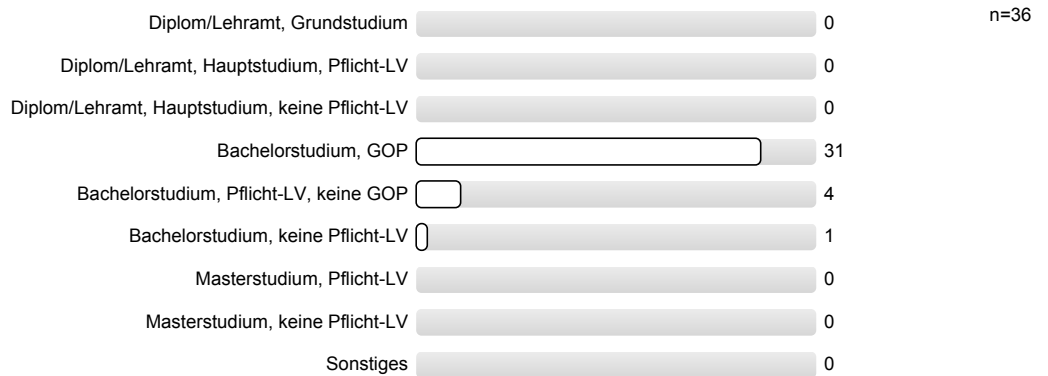 Diplom/Lehramt, Grundstudium 0 n=36
Diplom/Lehramt, Hauptstudium, Pflicht-LV 0
Diplom/Lehramt, Hauptstudium, keine Pflicht-LV 0
Bachelorstudium, GOP 31
Bachelorstudium, Pflicht-LV, keine GOP 4
Bachelorstudium, keine Pflicht-LV 1
Masterstudium, Pflicht-LV 0
Masterstudium, keine Pflicht-LV 0
Sonstiges 0